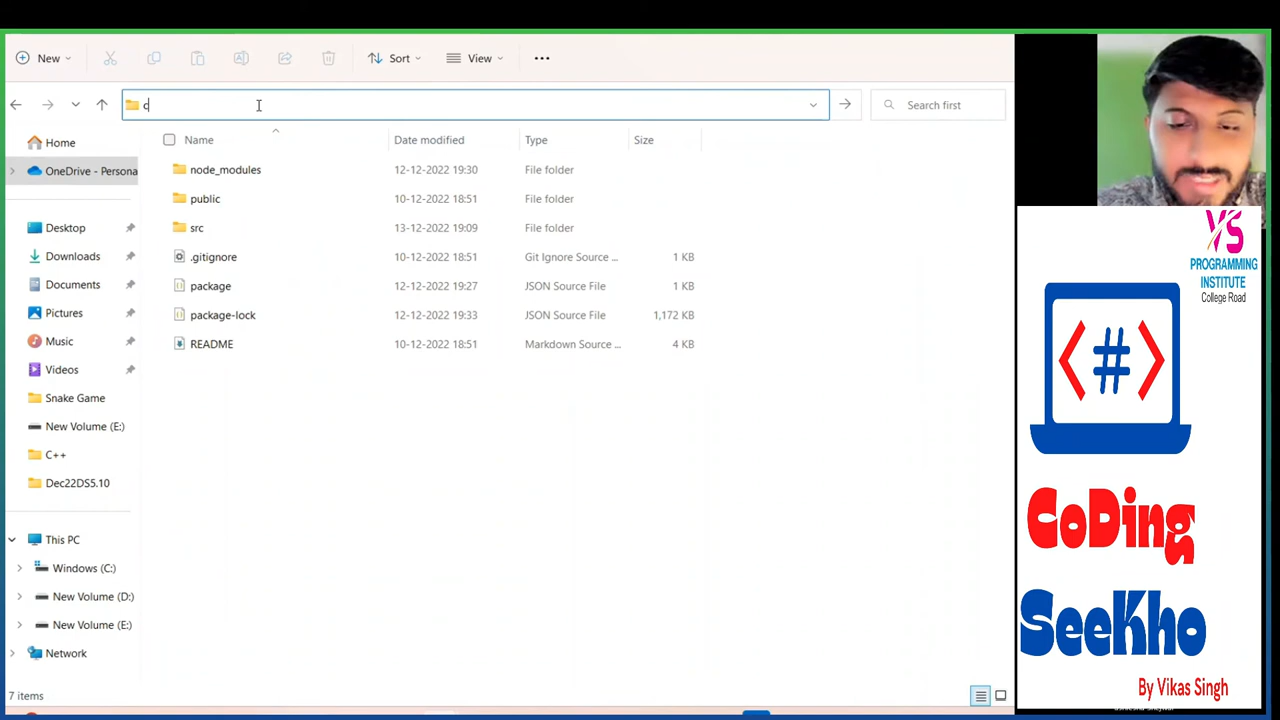 New
Sort
View
c
Search first
Home
OneDrive - Persona
Desktop
Downloads
Documents
Pictures
Music
Videos
Snake Game
New Volume (E:)
C++
Dec22DS5.10
This PC
Windows (C:)
New Volume (D:)
New Volume (E:)
Network
Name Date modified Type Size
node_modules 12-12-2022 19:30 File folder
public 10-12-2022 18:51 File folder
src 13-12-2022 19:09 File folder
.gitignore 10-12-2022 18:51 Git Ignore Source ... 1 KB
package 12-12-2022 19:27 JSON Source File 1 KB
package-lock 12-12-2022 19:33 JSON Source File 1,172 KB
README 10-12-2022 18:51 Markdown Source ... 4 KB
7 items
VS
PROGRAMMING
INSTITUTE
College Road
<#>
CoDing
SeeKho
By Vikas Singh